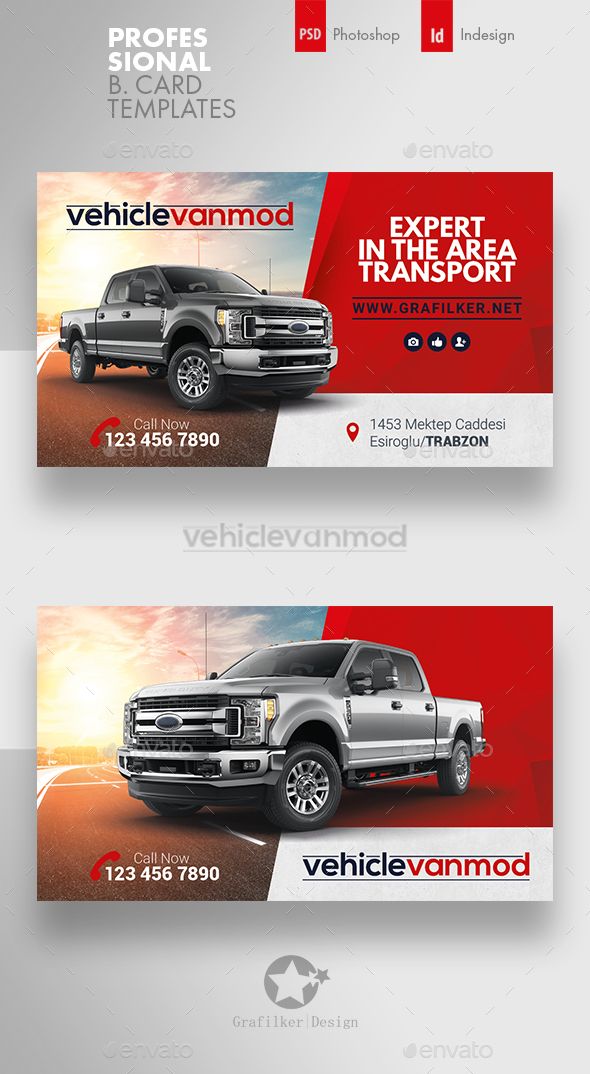 PROFES
SIONAL
B. CARD
TEMPLATES
PSD Photoshop
Id Indesign
envato envato
vehiclevanmod
EXPERT
IN THE AREA
TRANSPORT
WWW.GRAFILKER.NET
Call Now
123 456 7890
1453 Mektep Caddesi
Esiroglu/TRABZON
envato envato
vehiclevanmod
envato envato
Call Now
123 456 7890
vehiclevanmod
Grafilker|Design
envato envato